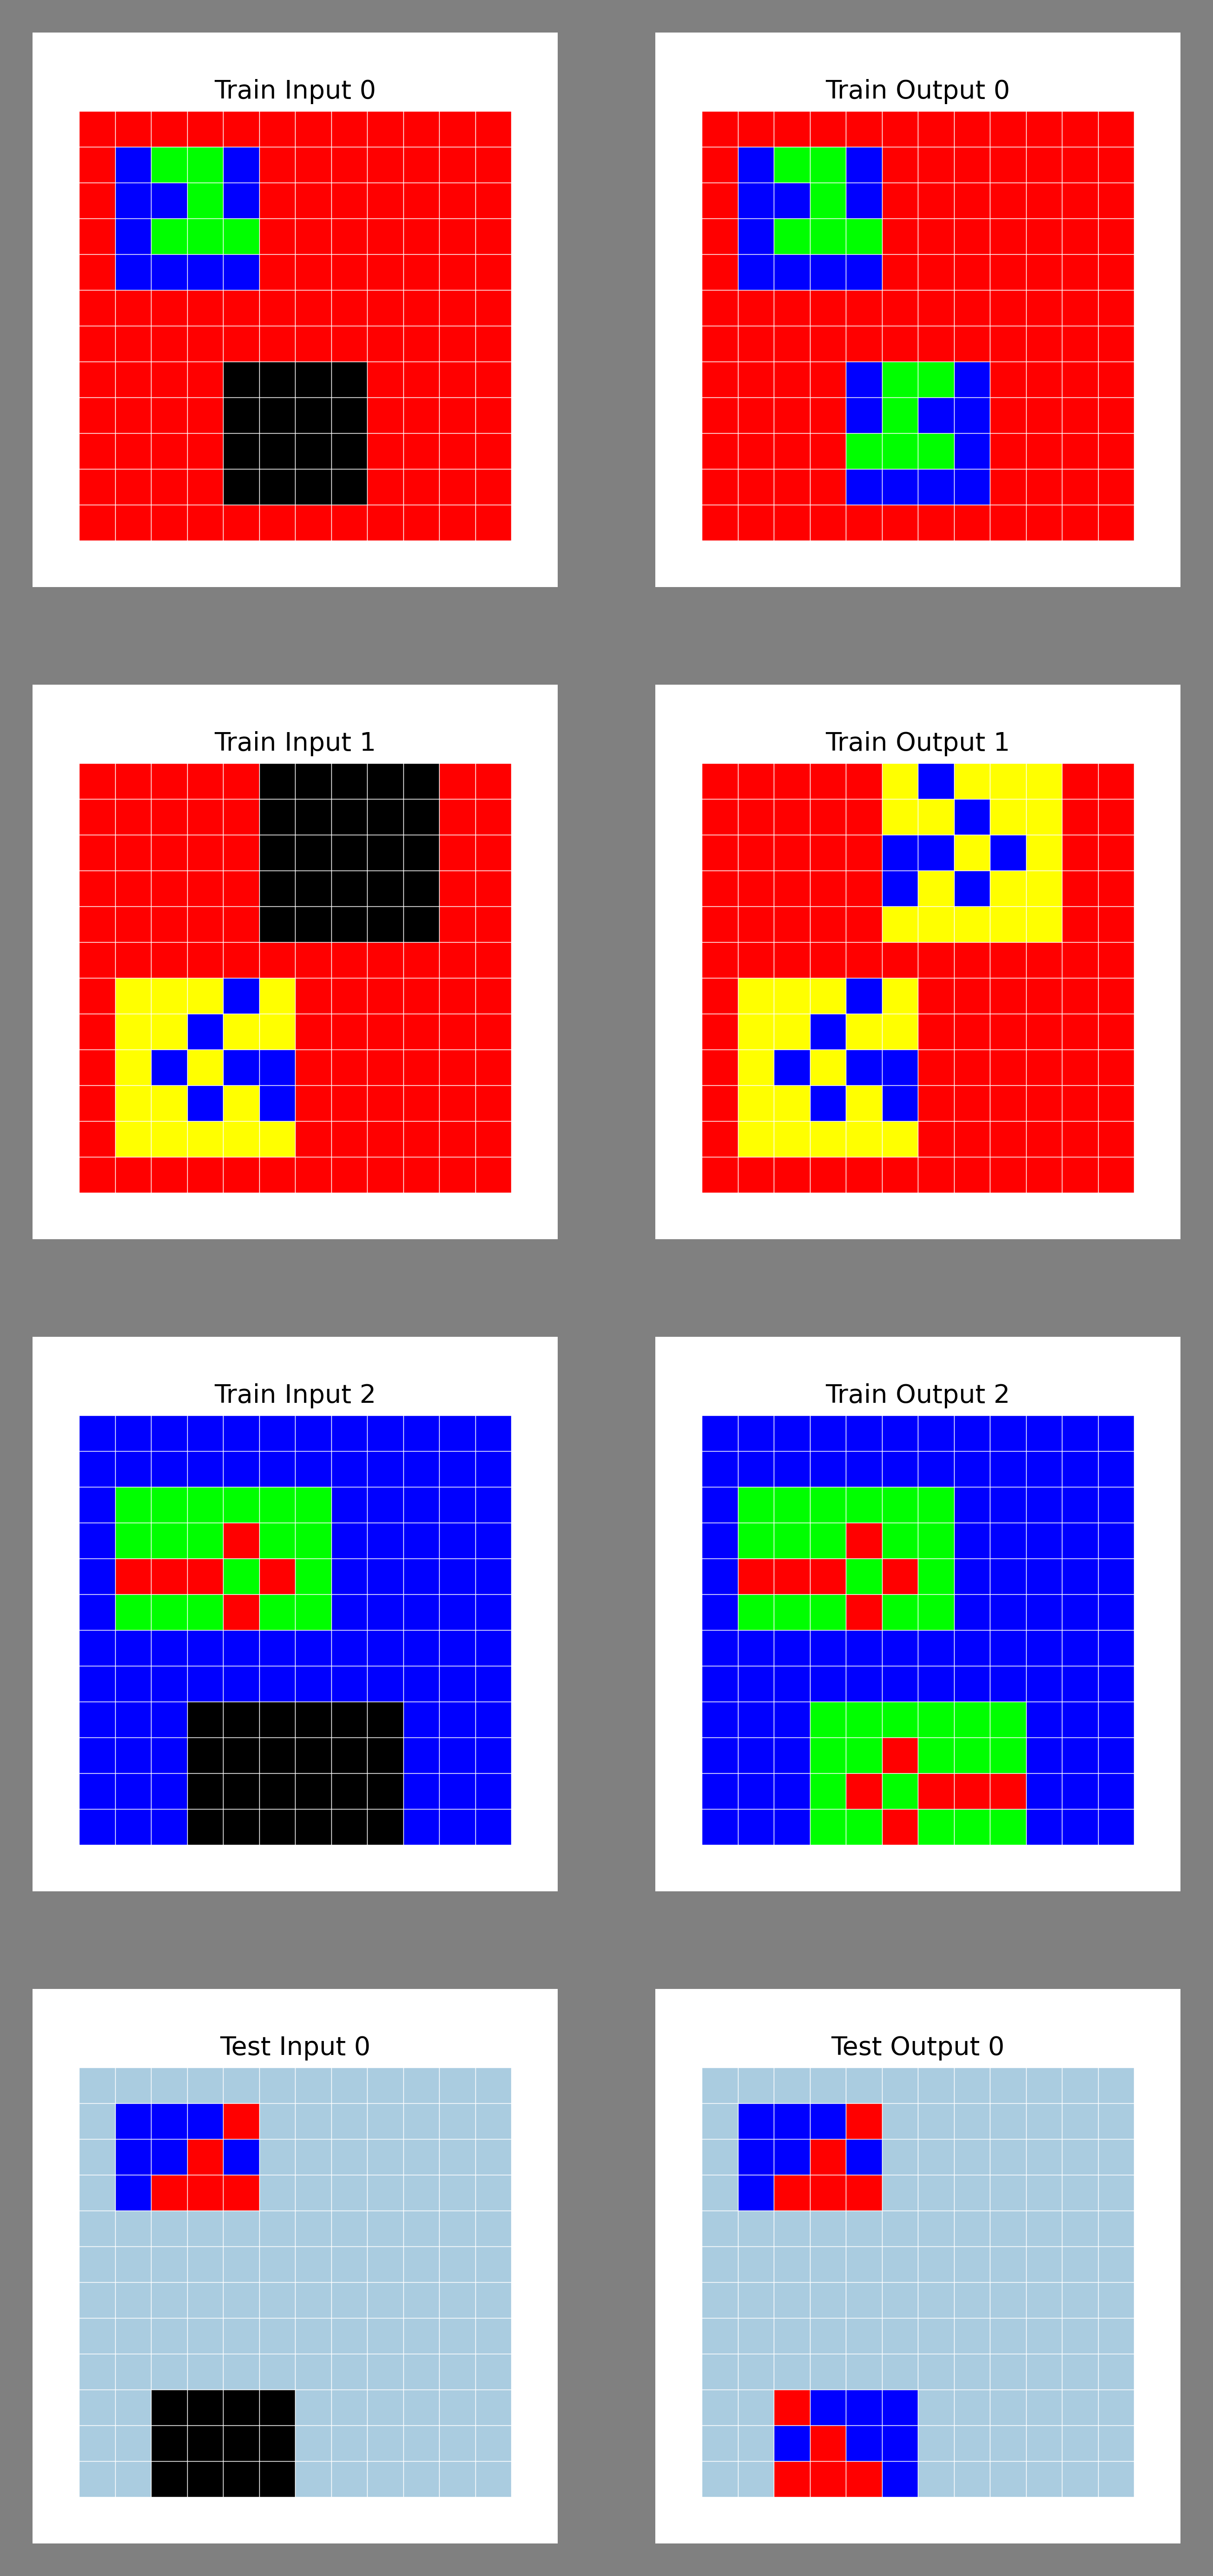 Train Input 0
Train Output 0
Train Input 1
Train Output 1
Train Input 2
Train Output 2
Test Input 0
Test Output 0